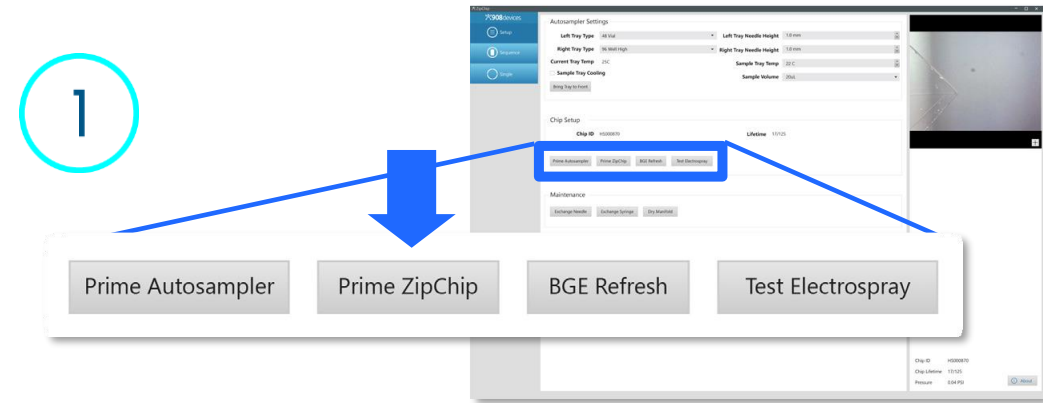 1
ZipChip
908devices
Setup
Sequence
Single
Autosampler Settings
Left Tray Type 48 Vial Left Tray Needle Height 1.0 mm
Right Tray Type 96 Well High Right Tray Needle Height 1.0 mm
Current Tray Temp 25C Sample Tray Temp 22 C
Sample Tray Cooling Sample Volume 20uL
Bring Tray to Front
Chip Setup
Chip ID HS000870 Lifetime 17/125
Prime Autosampler Prime ZipChip BGE Refresh Test Electrospray
Maintenance
Exchange Needle Exchange Syringe Dry Manifold
Prime Autosampler Prime ZipChip BGE Refresh Test Electrospray
Chip ID HS000870
Chip Lifetime 17/125
Pressure 0.04 PSI
About